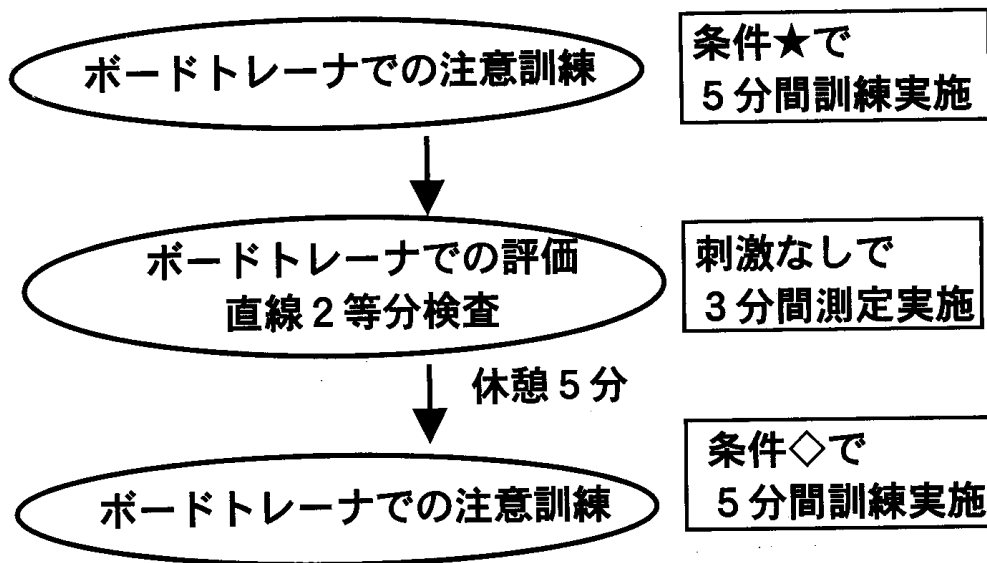 ボードトレーナでの注意訓練
条件★で
5分間訓練実施
ボードトレーナでの評価
直線2等分検査
刺激なしで
3分間測定実施
休憩5分
ボードトレーナでの注意訓練
条件◇で
5分間訓練実施